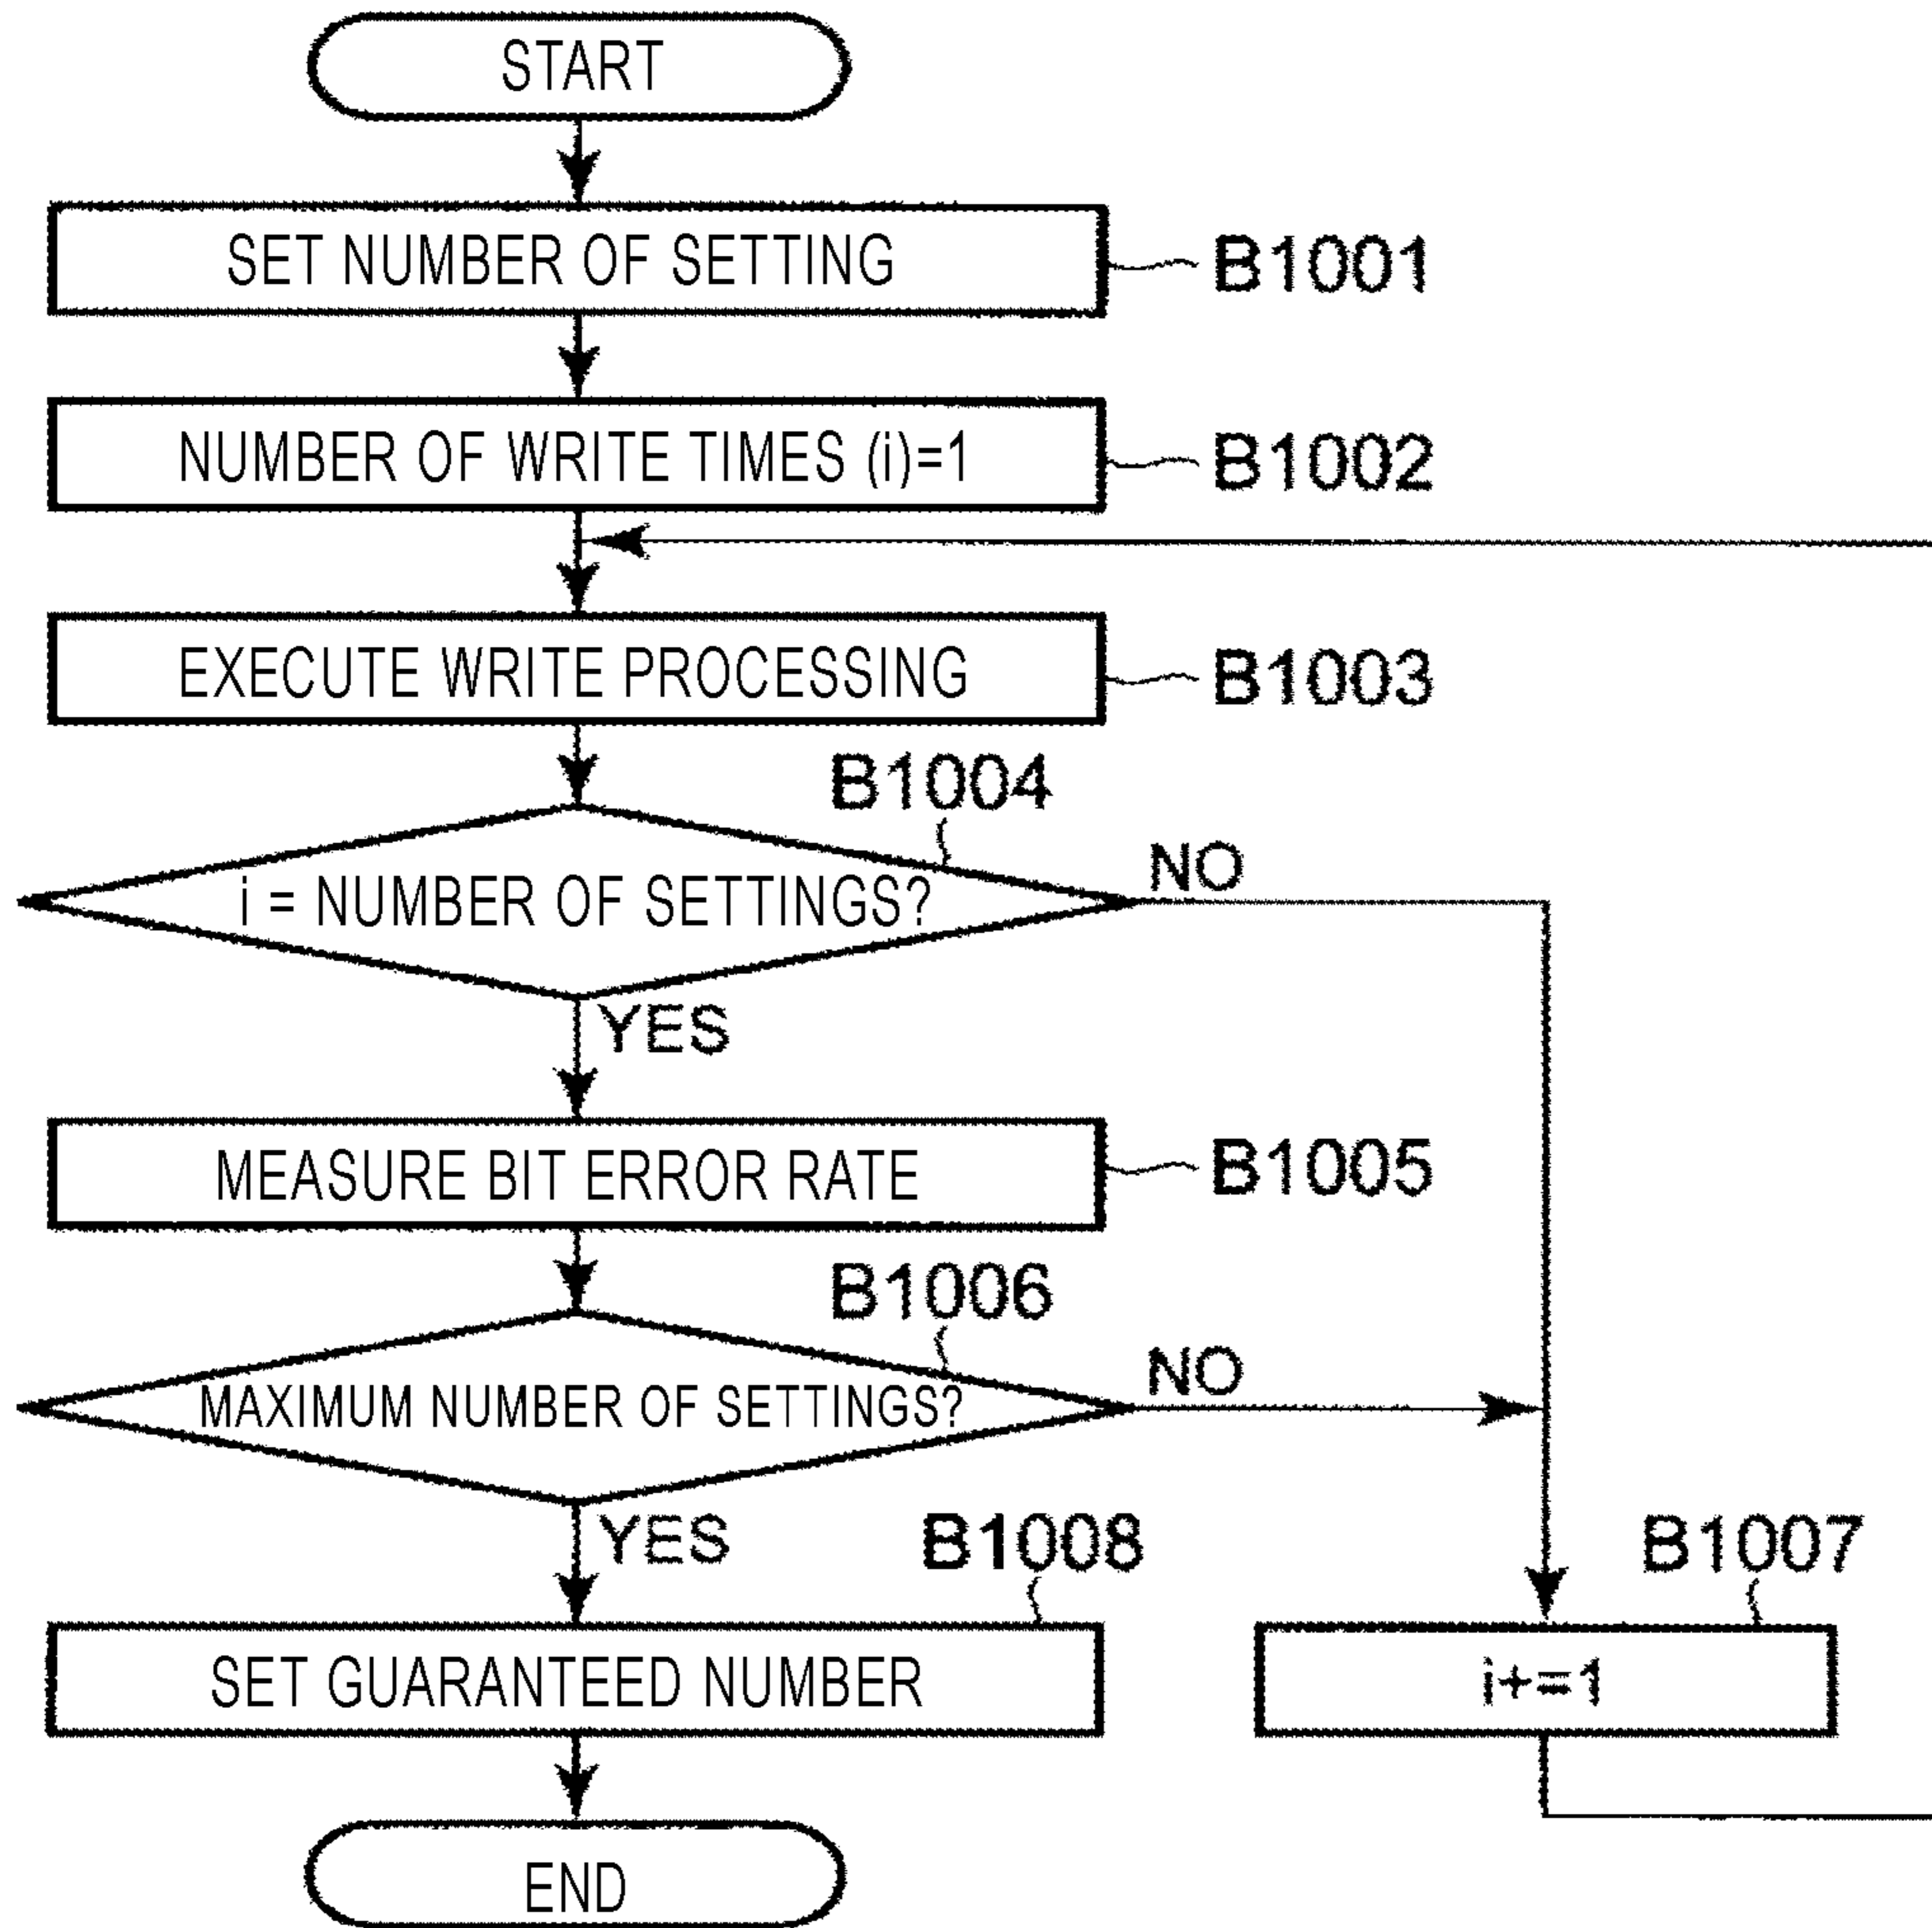 START
SET NUMBER OF SETTING
B1001
NUMBER OF WRITE TIMES (i)=1
B1002
EXECUTE WRITE PROCESSING
B1003
B1004
i = NUMBER OF SETTINGS?
NO
YES
MEASURE BIT ERROR RATE
B1005
B1006
MAXIMUM NUMBER OF SETTINGS?
NO
YES
B1008
B1007
SET GUARANTEED NUMBER
i+=1
END